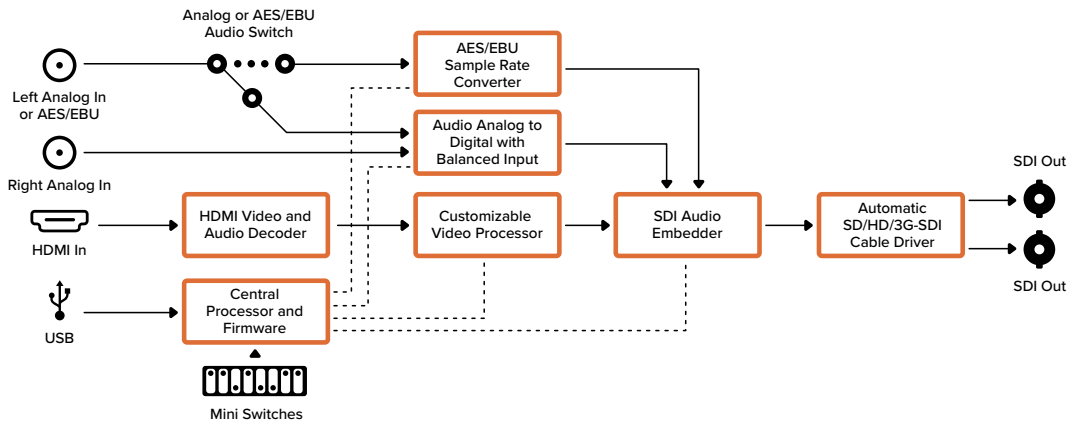 Analog or AES/EBU
Audio Switch
Left Analog In
or AES/EBU
AES/EBU
Sample Rate
Converter
Audio Analog to
Digital with
Balanced Input
Right Analog In
HDMI In
HDMI Video and
Audio Decoder
Customizable
Video Processor
SDI Audio
Embedder
Automatic
SD/HD/3G-SDI
Cable Driver
SDI Out
SDI Out
USB
Central
Processor and
Firmware
Mini Switches